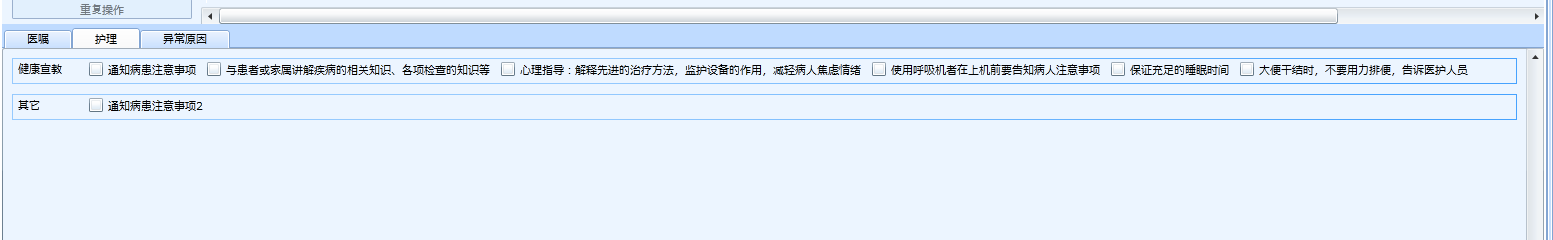 重复操作
医嘱 护理 异常原因
健康宣教 通知病患注意事项 与患者或家属讲解疾病的相关知识、各项检查的知识等 心理指导：解释先进的治疗方法，监护设备的作用，减轻病人焦虑情绪 使用呼吸机者在上机前要告知病人注意事项 保证充足的睡眠时间 大便干结时，不要用力排便，告诉医护人员
其它 通知病患注意事项2